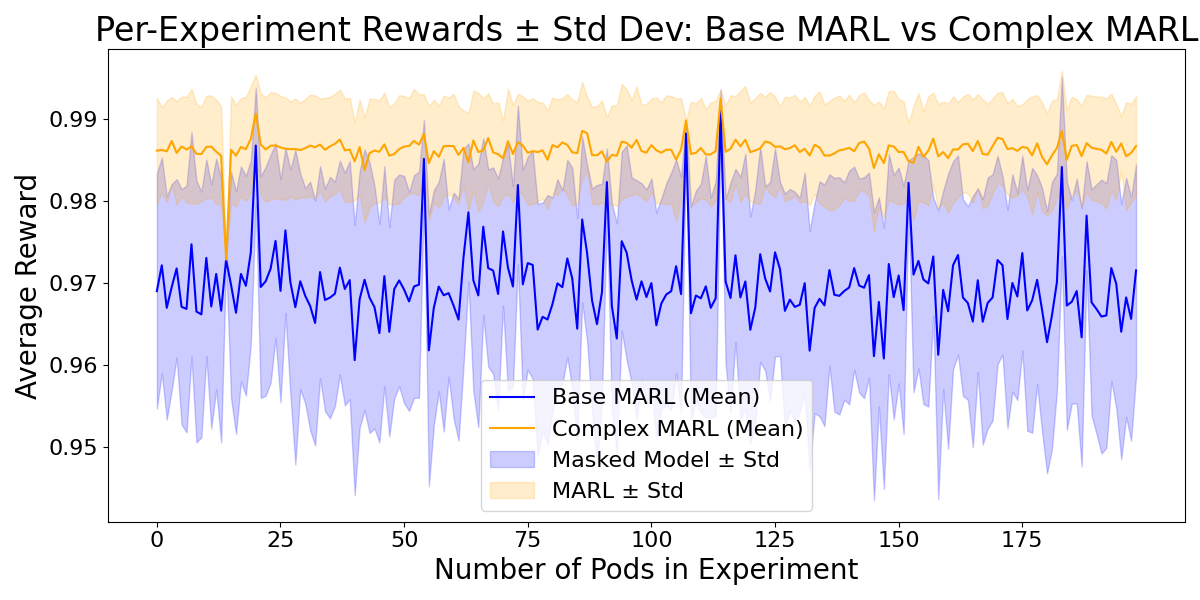 Per-Experiment Rewards ± Std Dev: Base MARL vs Complex MARL
Average Reward
0.99
0.98
0.97
0.96
0.95
Base MARL (Mean)
Complex MARL (Mean)
Masked Model ± Std
MARL ± Std
0 25 50 75 100 125 150 175
Number of Pods in Experiment